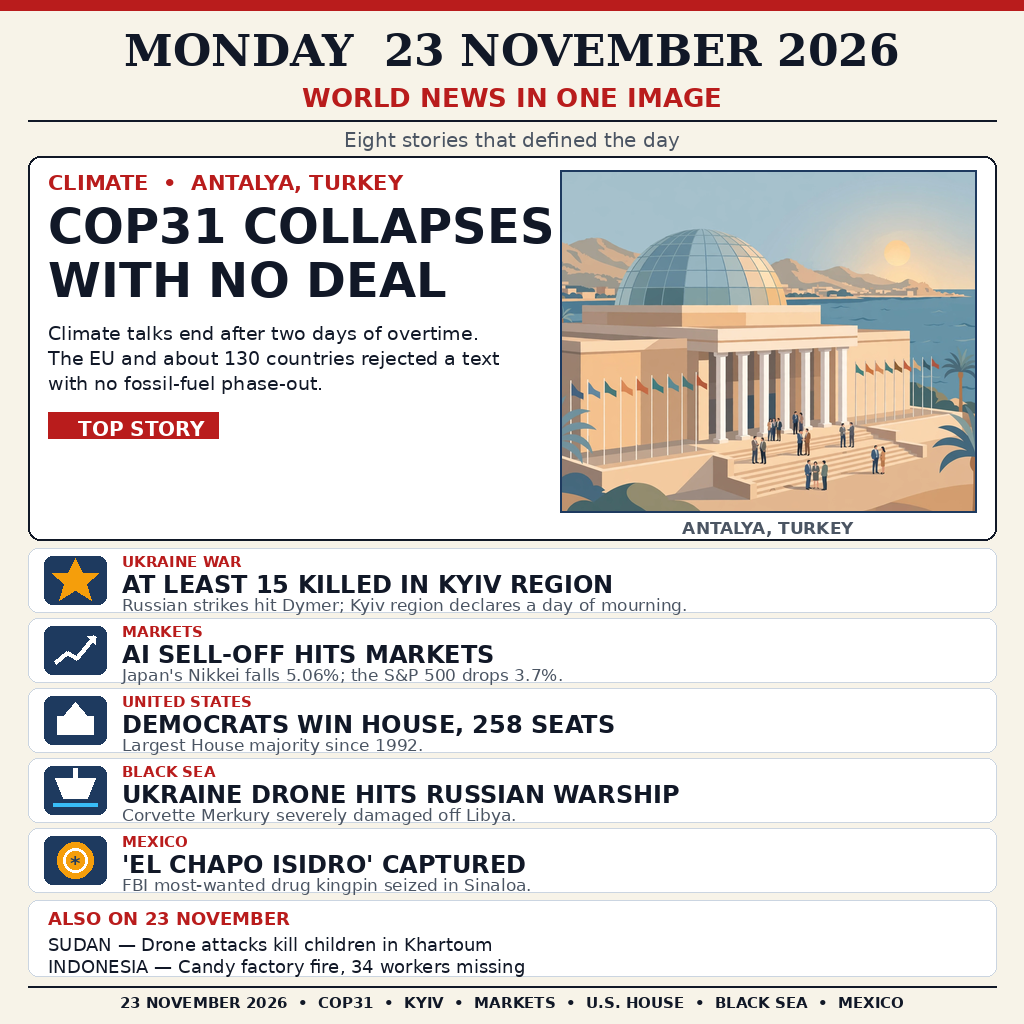 MONDAY 23 NOVEMBER 2026
WORLD NEWS IN ONE IMAGE
Eight stories that defined the day
CLIMATE • ANTALYA, TURKEY
COP31 COLLAPSES
WITH NO DEAL
Climate talks end after two days of overtime.
The EU and about 130 countries rejected a text
with no fossil-fuel phase-out.
TOP STORY
ANTALYA, TURKEY
UKRAINE WAR
AT LEAST 15 KILLED IN KYIV REGION
Russian strikes hit Dymer; Kyiv region declares a day of mourning.
MARKETS
AI SELL-OFF HITS MARKETS
Japan's Nikkei falls 5.06%; the S&P 500 drops 3.7%.
UNITED STATES
DEMOCRATS WIN HOUSE, 258 SEATS
Largest House majority since 1992.
BLACK SEA
UKRAINE DRONE HITS RUSSIAN WARSHIP
Corvette Merkury severely damaged off Libya.
MEXICO
'EL CHAPO ISIDRO' CAPTURED
FBI most-wanted drug kingpin seized in Sinaloa.
ALSO ON 23 NOVEMBER
SUDAN — Drone attacks kill children in Khartoum
INDONESIA — Candy factory fire, 34 workers missing
23 NOVEMBER 2026 • COP31 • KYIV • MARKETS • U.S. HOUSE • BLACK SEA • MEXICO